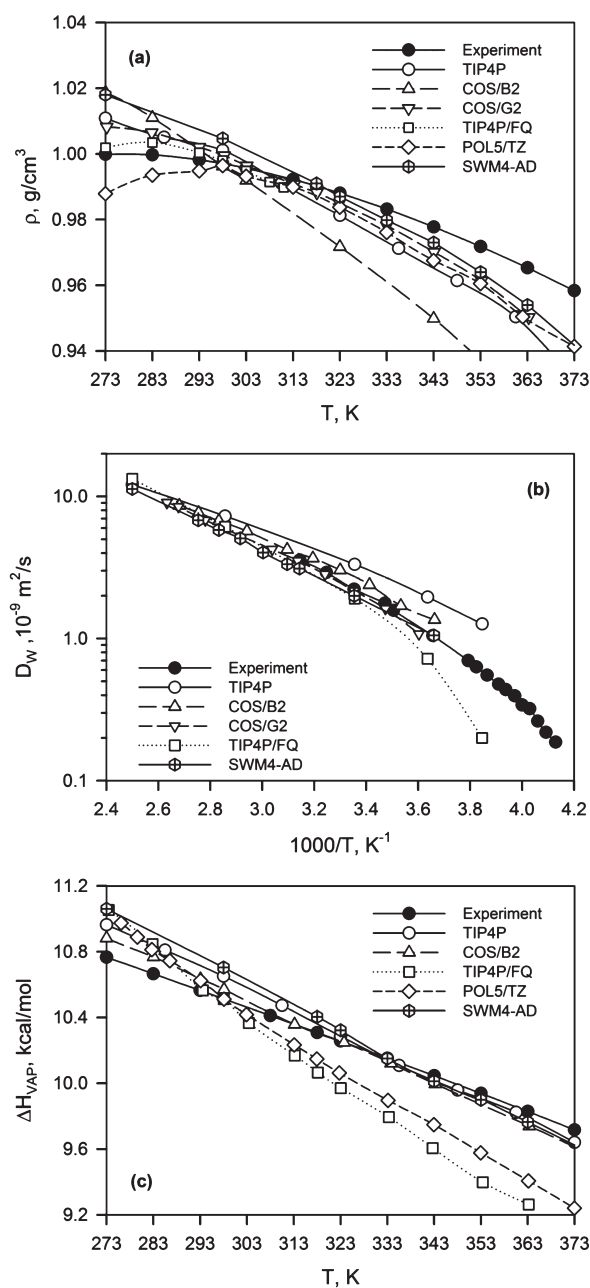 (a)
Experiment
TIP4P
COS/B2
COS/G2
TIP4P/FQ
POL5/TZ
SWM4-AD
1.04
1.02
1.00
0.98
0.96
0.94
ρ, g/cm³
273 283 293 303 313 323 333 343 353 363 373
T, K
(b)
10.0
1.0
0.1
D_W ,10⁻⁹ m²/s
Experiment
TIP4P
COS/B2
COS/G2
TIP4P/FQ
SWM4-AD
2.4 2.6 2.8 3.0 3.2 3.4 3.6 3.8 4.0 4.2
1000/T, K⁻¹
11.2
10.8
10.4
10.0
9.6
9.2
ΔH_VAP, kcal/mol
Experiment
TIP4P
COS/B2
TIP4P/FQ
POL5/TZ
SWM4-AD
(c)
273 283 293 303 313 323 333 343 353 363 373
T, K